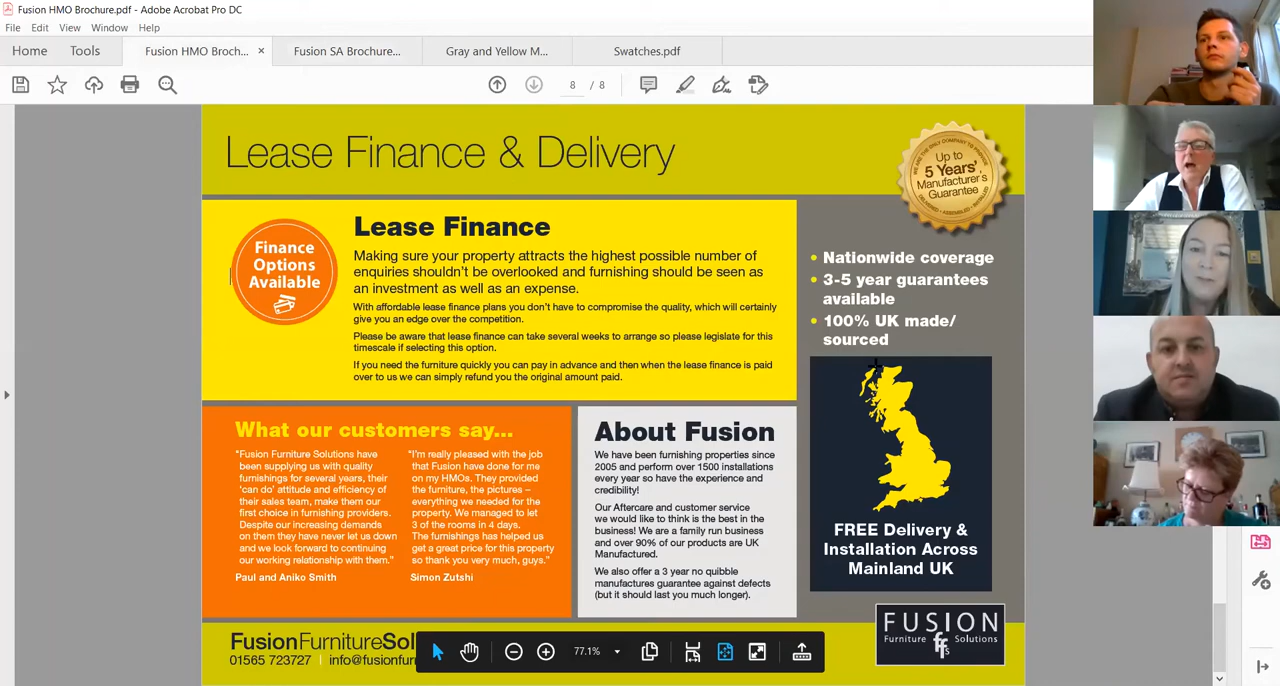 Fusion HMO Brochure.pdf - Adobe Acrobat Pro DC
File Edit View Window Help
Home Tools Fusion HMO Broch... × Fusion SA Brochure... Gray and Yellow M... Swatches.pdf
8 / 8
Lease Finance & Delivery
WE ARE THE ONLY COMPANY TO PROVIDE
Up to
5 Years',
Manufacturer's
Guarantee
DELIVERED • ASSEMBLED • INSTALLED
Finance
Options
Available
Lease Finance
Making sure your property attracts the highest possible number of
enquiries shouldn't be overlooked and furnishing should be seen as
an investment as well as an expense.
With affordable lease finance plans you don't have to compromise the quality, which will certainly
give you an edge over the competition.
Please be aware that lease finance can take several weeks to arrange so please legislate for this
timescale if selecting this option.
If you need the furniture quickly you can pay in advance and then when the lease finance is paid
over to us we can simply refund you the original amount paid.
• Nationwide coverage
• 3-5 year guarantees
available
• 100% UK made/
sourced
FREE Delivery &
Installation Across
Mainland UK
What our customers say...
"Fusion Furniture Solutions have
been supplying us with quality
furnishings for several years, their
'can do' attitude and efficiency of
their sales team, make them our
first choice in furnishing providers.
Despite our increasing demands
on them they have never let us down
and we look forward to continuing
our working relationship with them."
Paul and Aniko Smith
"I'm really pleased with the job
that Fusion have done for me
on my HMOs. They provided
the furniture, the pictures –
everything we needed for the
property. We managed to let
3 of the rooms in 4 days.
The furnishings has helped us
get a great price for this property
so thank you very much, guys."
Simon Zutshi
About Fusion
We have been furnishing properties since
2005 and perform over 1500 installations
every year so have the experience and
credibility!
Our Aftercare and customer service
we would like to think is the best in the
business! We are a family run business
and over 90% of our products are UK
Manufactured.
We also offer a 3 year no quibble
manufactures guarantee against defects
(but it should last you much longer).
FusionFurnitureSol
01565 723727 | info@fusionfur
77.1%
FUSION
Furniture Solutions
ffs